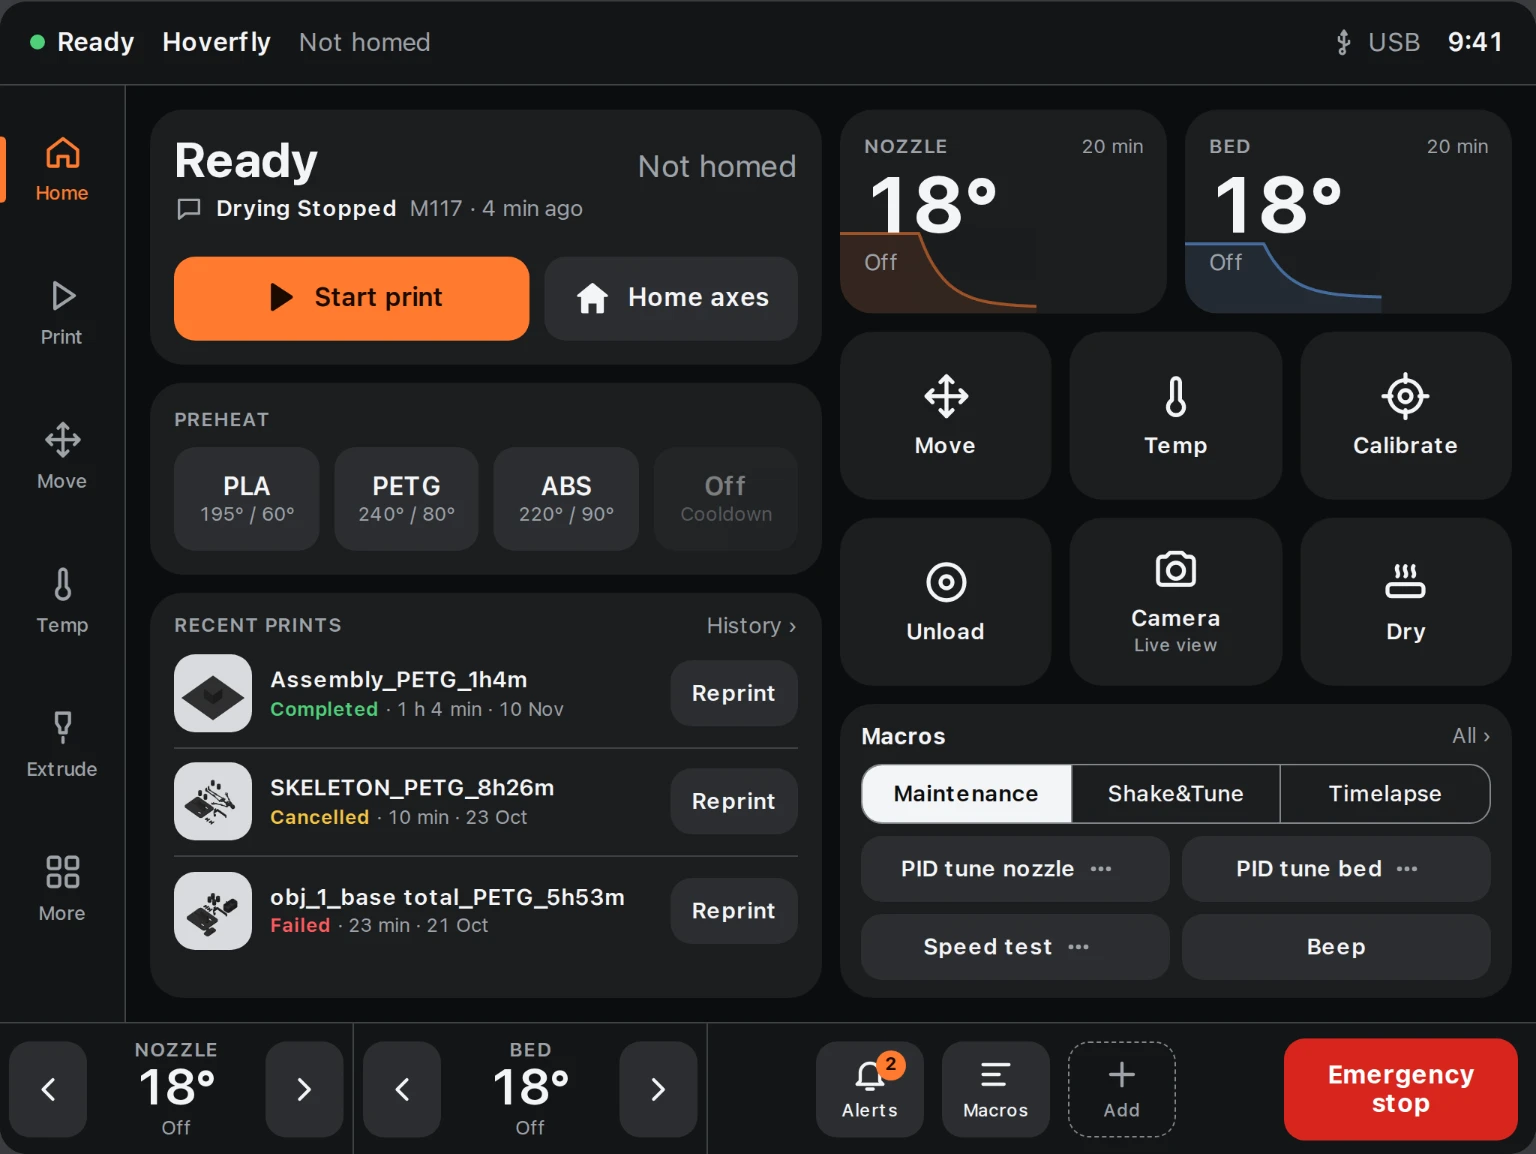 Ready Hoverfly Not homed USB 9:41
Home
Print
Move
Temp
Extrude
More
Ready Not homed
Drying Stopped M117 · 4 min ago
Start print Home axes
PREHEAT
PLA
195° / 60°
PETG
240° / 80°
ABS
220° / 90°
Off
Cooldown
RECENT PRINTS History ›
Assembly_PETG_1h4m
Completed · 1 h 4 min · 10 Nov
Reprint
SKELETON_PETG_8h26m
Cancelled · 10 min · 23 Oct
Reprint
obj_1_base total_PETG_5h53m
Failed · 23 min · 21 Oct
Reprint
NOZZLE 20 min
18°
Off
BED 20 min
18°
Off
Move
Temp
Calibrate
Unload
Camera
Live view
Dry
Macros All ›
Maintenance Shake&Tune Timelapse
PID tune nozzle ••• PID tune bed •••
Speed test ••• Beep
NOZZLE
18°
Off
BED
18°
Off
2
Alerts
Macros
Add
Emergency
stop